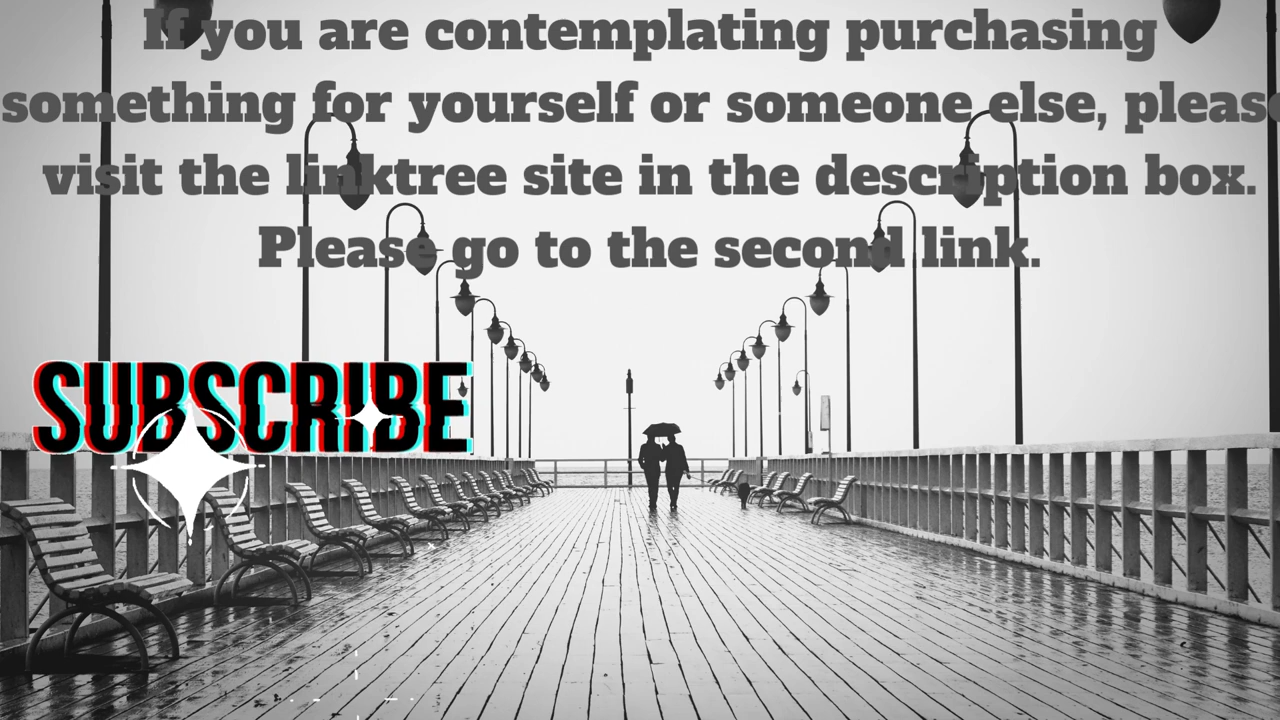 If you are contemplating purchasing
something for yourself or someone else, please
visit the linktree site in the description box.
Please go to the second link.
SUBSCRIBE